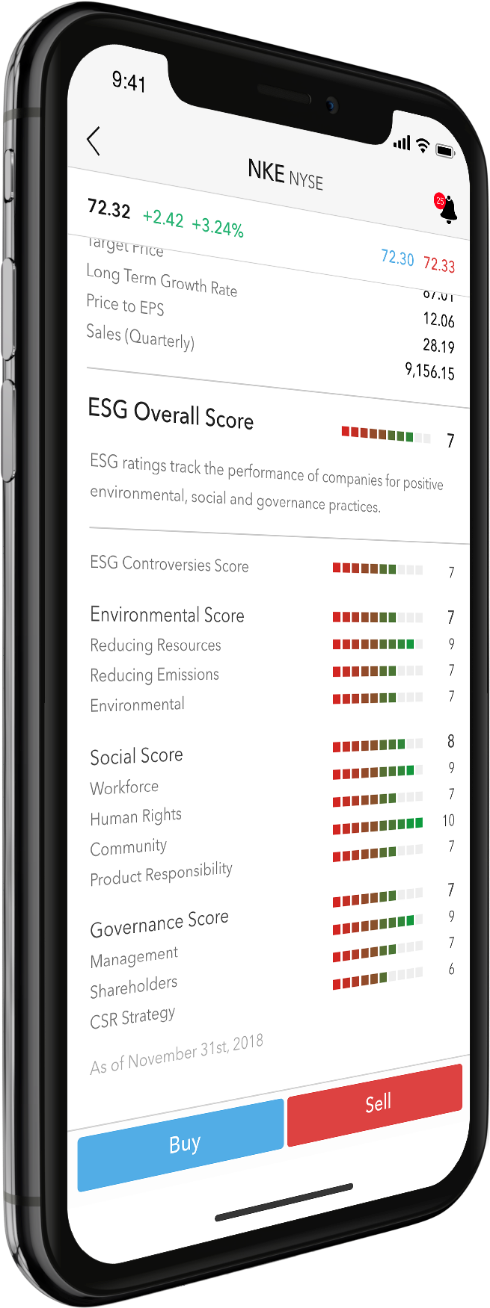 9:41
NKE NYSE
25
72.32 +2.42 +3.24% 72.30 72.33
Target Price 67.01
Long Term Growth Rate 12.06
Price to EPS 28.19
Sales (Quarterly) 9,156.15
ESG Overall Score 7
ESG ratings track the performance of companies for positive
environmental, social and governance practices.
ESG Controversies Score 7
Environmental Score 7
Reducing Resources 9
Reducing Emissions 7
Environmental 7
Social Score 8
Workforce 9
Human Rights 7
Community 10
Product Responsibility 7
Governance Score 7
Management 9
Shareholders 7
CSR Strategy 6
As of November 31st, 2018
Buy Sell